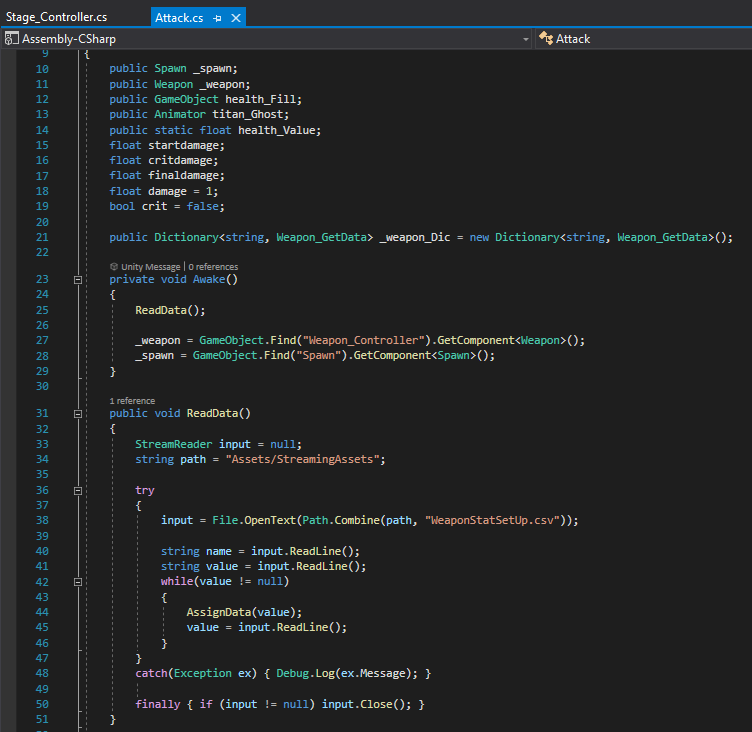 Stage_Controller.cs
Attack.cs
Assembly-CSharp
Attack
9 {
10 public Spawn _spawn;
11 public Weapon _weapon;
12 public GameObject health_Fill;
13 public Animator titan_Ghost;
14 public static float health_Value;
15 float startdamage;
16 float critdamage;
17 float finaldamage;
18 float damage = 1;
19 bool crit = false;
20
21 public Dictionary<string, Weapon_GetData> _weapon_Dic = new Dictionary<string, Weapon_GetData>();
22
Unity Message | 0 references
23 private void Awake()
24 {
25 ReadData();
26
27 _weapon = GameObject.Find("Weapon_Controller").GetComponent<Weapon>();
28 _spawn = GameObject.Find("Spawn").GetComponent<Spawn>();
29 }
30
1 reference
31 public void ReadData()
32 {
33 StreamReader input = null;
34 string path = "Assets/StreamingAssets";
35
36 try
37 {
38 input = File.OpenText(Path.Combine(path, "WeaponStatSetUp.csv"));
39
40 string name = input.ReadLine();
41 string value = input.ReadLine();
42 while(value != null)
43 {
44 AssignData(value);
45 value = input.ReadLine();
46 }
47 }
48 catch(Exception ex) { Debug.Log(ex.Message); }
49
50 finally { if (input != null) input.Close(); }
51 }